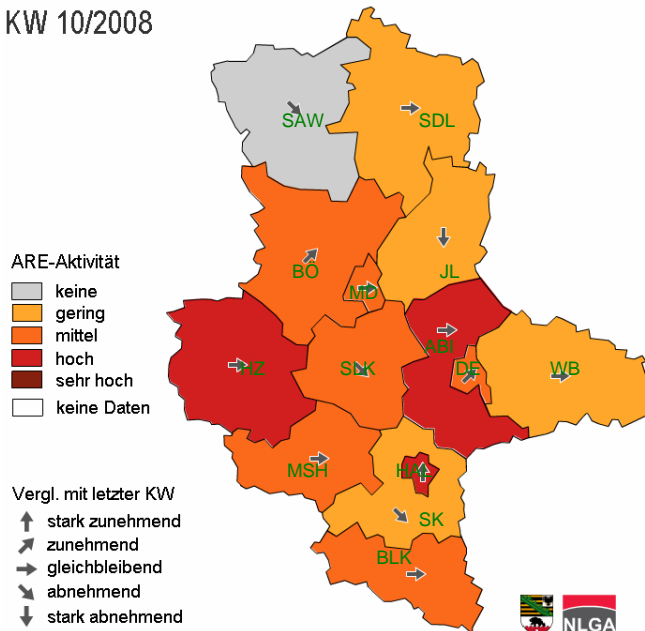 KW 10/2008
SAW
SDL
BÖ
MD
JL
ARE-Aktivität
keine
gering
mittel
hoch
sehr hoch
keine Daten
HZ
SLK
ABI
DE
WB
MSH
HAL
SK
BLK
Vergl. mit letzter KW
stark zunehmend
zunehmend
gleichbleibend
abnehmend
stark abnehmend
NLGA